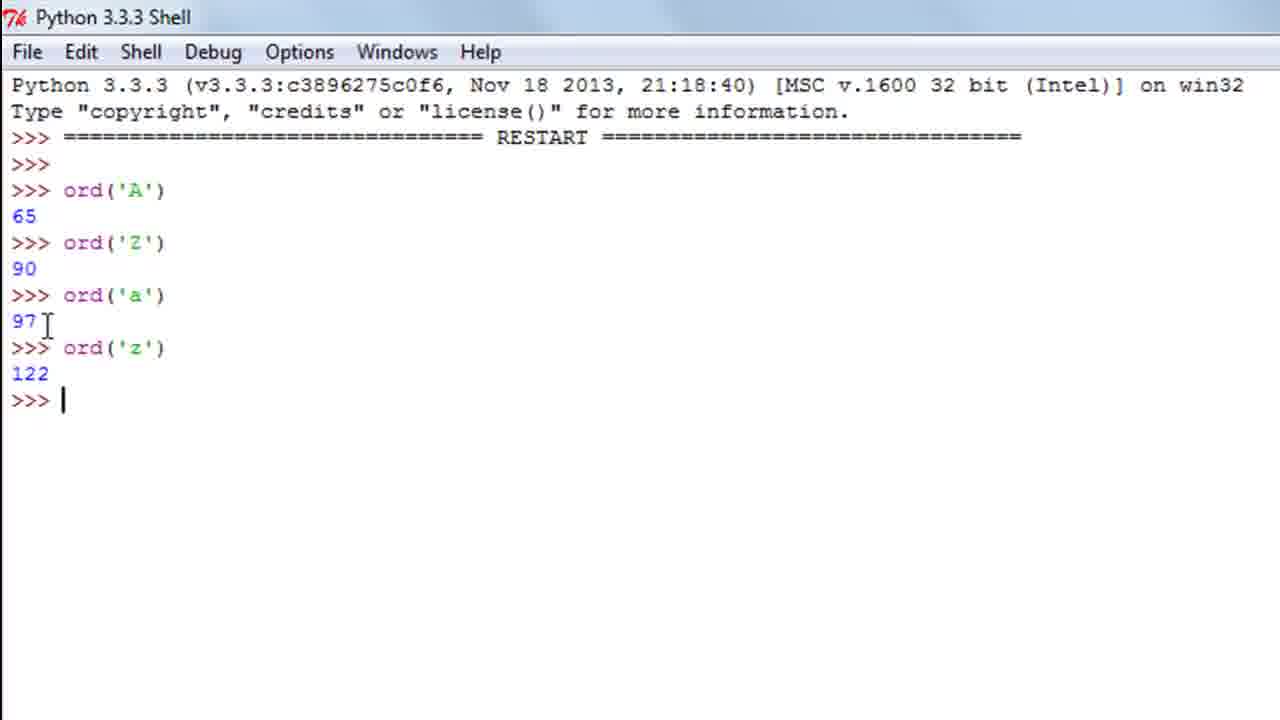 Python 3.3.3 Shell
File Edit Shell Debug Options Windows Help
Python 3.3.3 (v3.3.3:c3896275c0f6, Nov 18 2013, 21:18:40) [MSC v.1600 32 bit (Intel)] on win32
Type "copyright", "credits" or "license()" for more information.
>>> ================================ RESTART ================================
>>>
>>> ord('A')
65
>>> ord('Z')
90
>>> ord('a')
97
>>> ord('z')
122
>>>